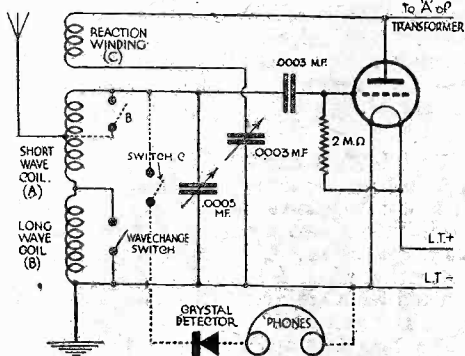 TO 'A' OF
TRANSFORMER
REACTION
WINDING
(C)
.0003 M.F.
B
SHORT
WAVE
COIL.
(A)
SWITCH C
.0003 M.F
2 M.Ω
.0005
MF.
LONG
WAVE
COIL
(B)
WAVECHANGE
SWITCH
L.T.+
L.T.-
CRYSTAL
DETECTOR
PHONES